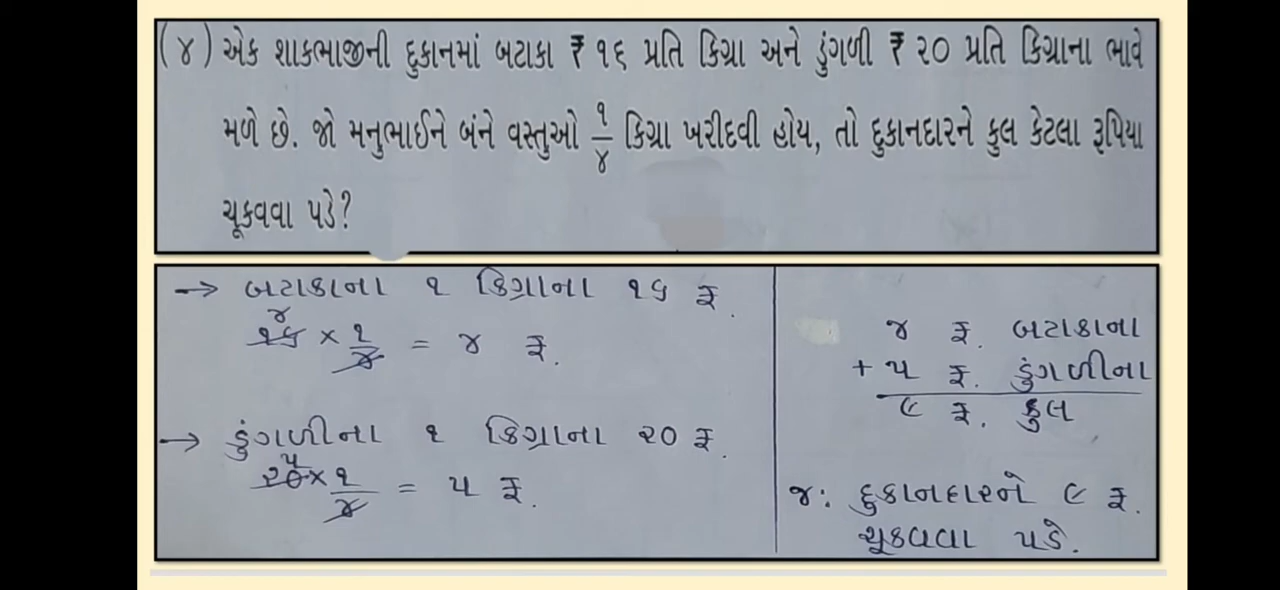 (૪) એક શાકભાજીની દુકાનમાં બટાકા ₹ ૧૬ પ્રતિ કિગ્રા અને ડુંગળી ₹ ૨૦ પ્રતિ કિગ્રાના ભાવે
મળે છે. જો મનુભાઈને બંને વસ્તુઓ ૧/૪ કિગ્રા ખરીદવી હોય, તો દુકાનદારને કુલ કેટલા રૂપિયા
ચૂકવવા પડે?
→ બટાકાના ૧ કિગ્રાના ૧૬ રૂ.
૪
૧૬ × ૧/૪ = ૪ રૂ.
→ ડુંગળીના ૧ કિગ્રાના ૨૦ રૂ.
૫
૨૦ × ૧/૪ = ૫ રૂ.
૪ રૂ. બટાકાના
+ ૫ રૂ. ડુંગળીના
૯ રૂ. કુલ
જ: દુકાનદારને ૯ રૂ.
ચૂકવવા પડે.